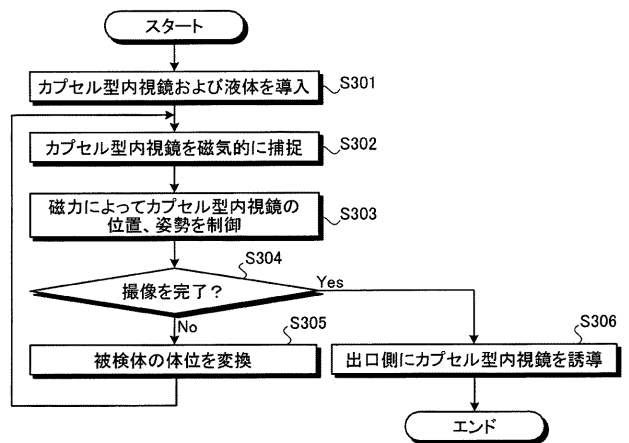 スタート
カプセル型内視鏡および液体を導入
S301
カプセル型内視鏡を磁気的に捕捉
S302
磁力によってカプセル型内視鏡の
位置、姿勢を制御
S303
S304
撮像を完了？
Yes
No
S305
被検体の体位を変換
S306
出口側にカプセル型内視鏡を誘導
エンド